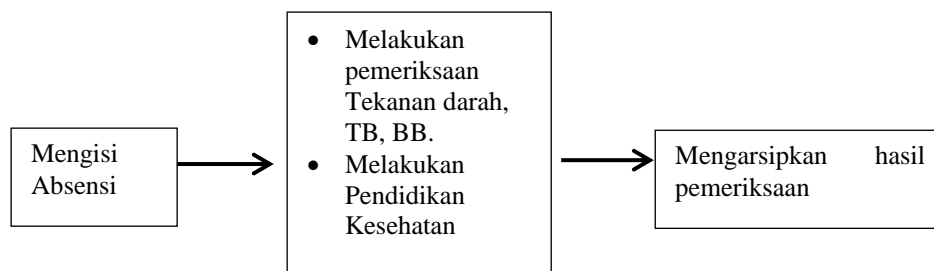 Mengisi
Absensi
• Melakukan
pemeriksaan
Tekanan darah,
TB, BB.
• Melakukan
Pendidikan
Kesehatan
Mengarsipkan hasil
pemeriksaan